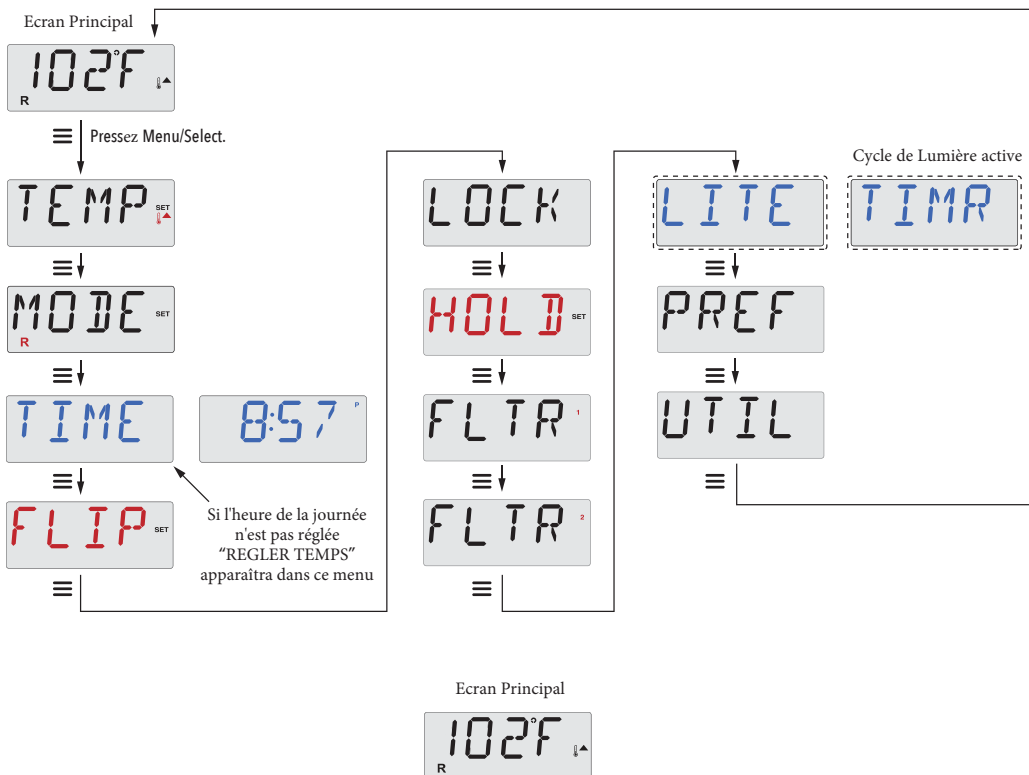 Ecran Principal
102°F
R
Pressez Menu/Select.
TEMP SET
MODE SET
R
TIME
8:57 P
FLIP SET
Si l'heure de la journée
n'est pas réglée
“REGLER TEMPS”
apparaîtra dans ce menu
LOCK
HOLD SET
FLTR 1
FLTR 2
Cycle de Lumière active
LITE
TIMR
PREF
UTIL
Ecran Principal
102°F
R